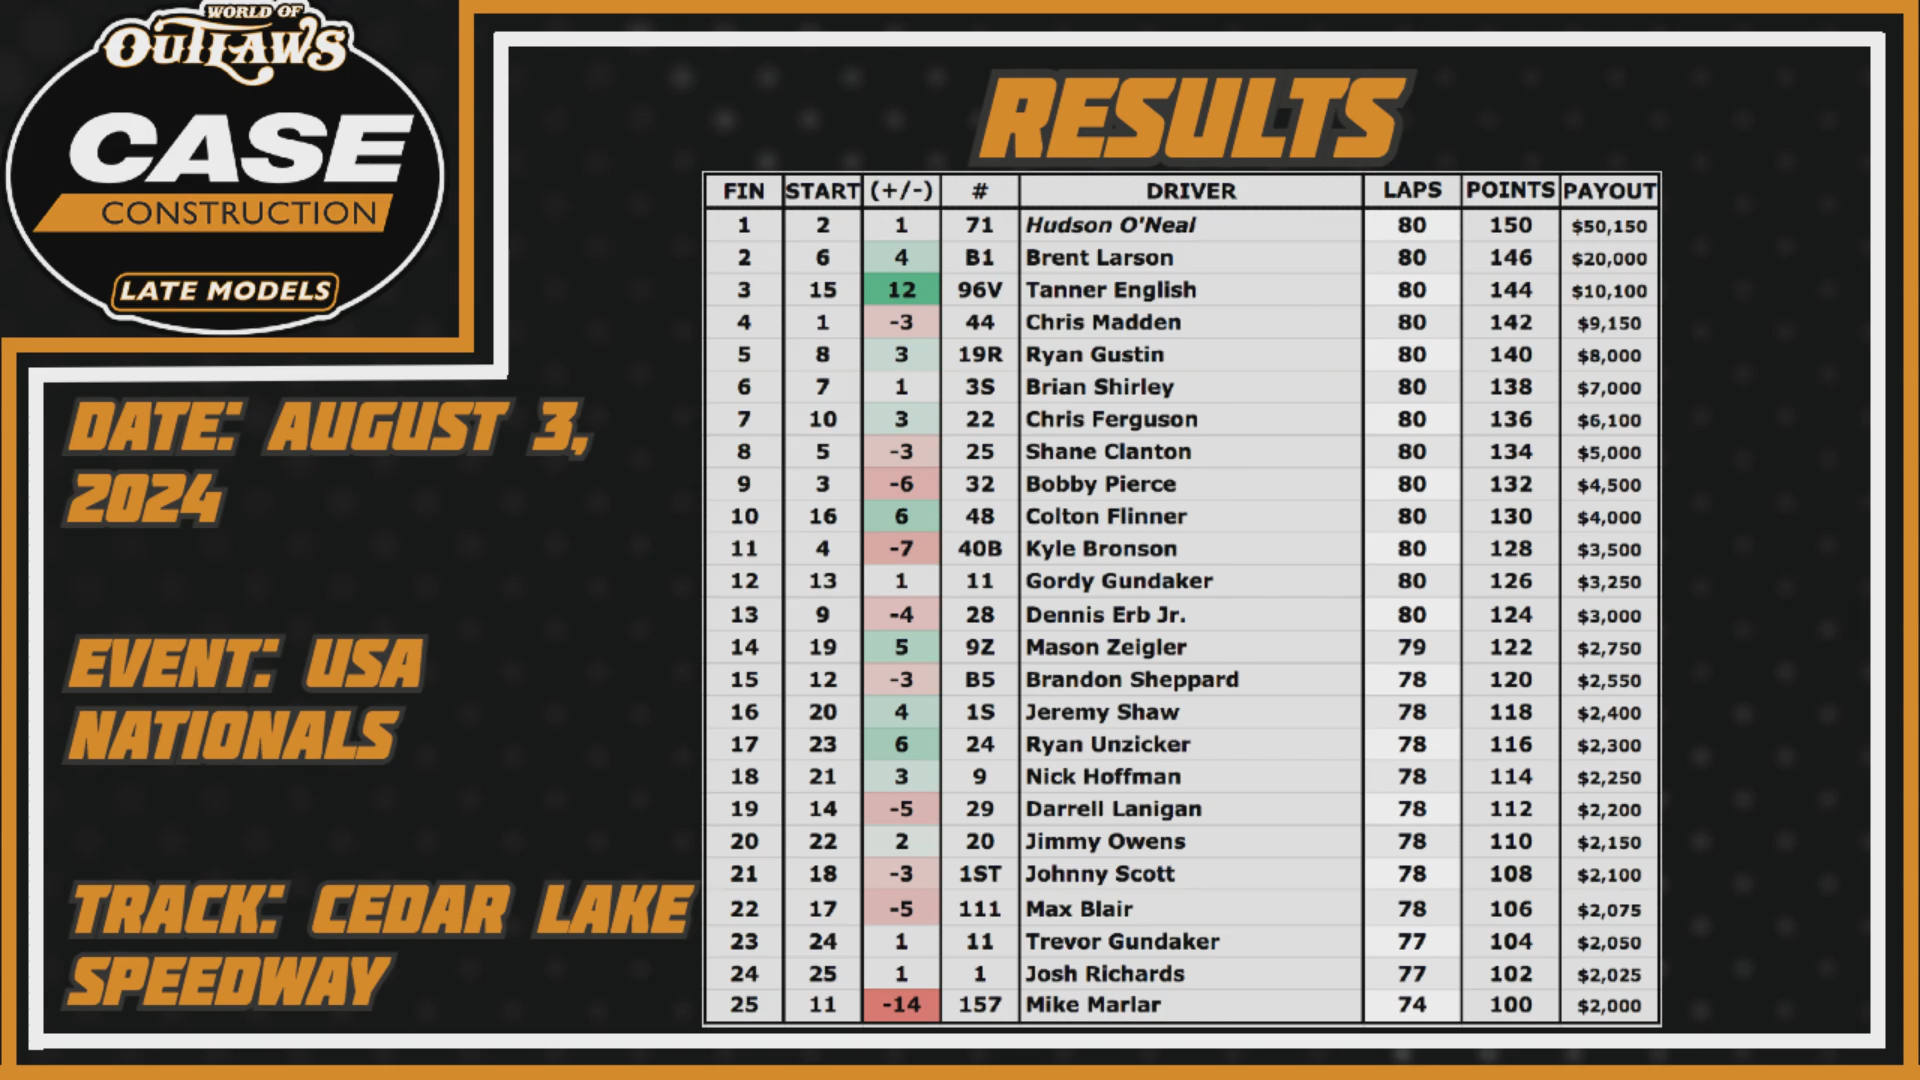 WORLD OF
OUTLAWS
CASE
CONSTRUCTION
LATE MODELS
DATE: AUGUST 3,
2024
EVENT: USA
NATIONALS
TRACK: CEDAR LAKE
SPEEDWAY
RESULTS
FIN START (+/-) # DRIVER LAPS POINTS PAYOUT
1 2 1 71 Hudson O'Neal 80 150 $50,150
2 6 4 B1 Brent Larson 80 146 $20,000
3 15 12 96V Tanner English 80 144 $10,100
4 1 -3 44 Chris Madden 80 142 $9,150
5 8 3 19R Ryan Gustin 80 140 $8,000
6 7 1 3S Brian Shirley 80 138 $7,000
7 10 3 22 Chris Ferguson 80 136 $6,100
8 5 -3 25 Shane Clanton 80 134 $5,000
9 3 -6 32 Bobby Pierce 80 132 $4,500
10 16 6 48 Colton Flinner 80 130 $4,000
11 4 -7 40B Kyle Bronson 80 128 $3,500
12 13 1 11 Gordy Gundaker 80 126 $3,250
13 9 -4 28 Dennis Erb Jr. 80 124 $3,000
14 19 5 9Z Mason Zeigler 79 122 $2,750
15 12 -3 B5 Brandon Sheppard 78 120 $2,550
16 20 4 1S Jeremy Shaw 78 118 $2,400
17 23 6 24 Ryan Unzicker 78 116 $2,300
18 21 3 9 Nick Hoffman 78 114 $2,250
19 14 -5 29 Darrell Lanigan 78 112 $2,200
20 22 2 20 Jimmy Owens 78 110 $2,150
21 18 -3 1ST Johnny Scott 78 108 $2,100
22 17 -5 111 Max Blair 78 106 $2,075
23 24 1 11 Trevor Gundaker 77 104 $2,050
24 25 1 1 Josh Richards 77 102 $2,025
25 11 -14 157 Mike Marlar 74 100 $2,000